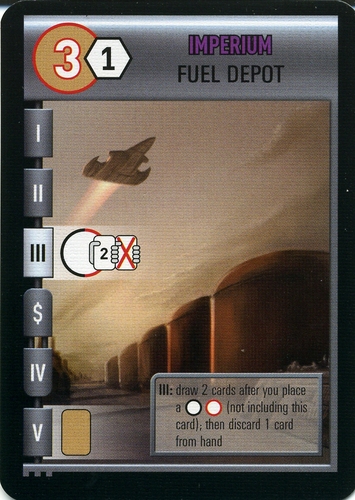 3 1
IMPERIUM
FUEL DEPOT
I
II
III 2
$
IV
V
III: draw 2 cards after you place
a (not including this
card); then discard 1 card
from hand